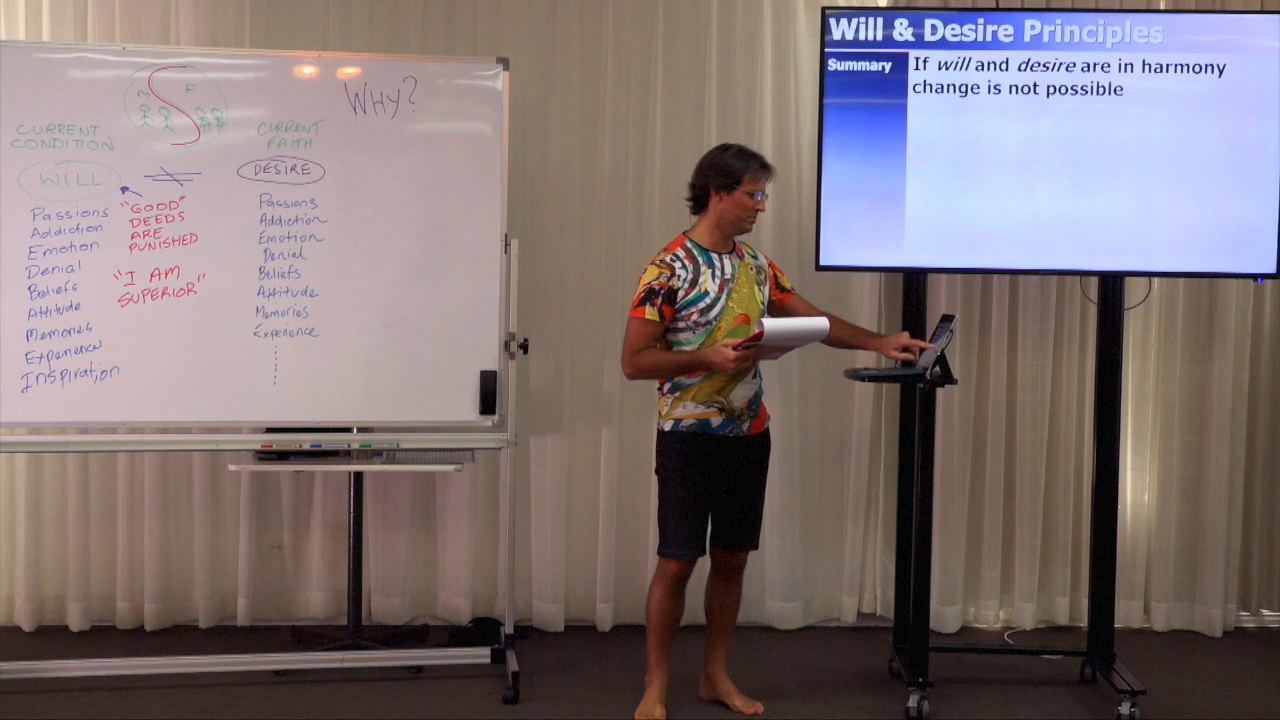 M
F
CURRENT
CONDITION
WILL
Passions
Addiction
Emotion
Denial
Beliefs
Attitude
Memories
Experience
Inspiration
"GOOD"
DEEDS
ARE
PUNISHED
"I AM
SUPERIOR"
≠
CURRENT
FAITH
DESIRE
Passions
Addiction
Emotion
Denial
Beliefs
Attitude
Memories
Experience
WHY?
Will & Desire Principles
Summary
If will and desire are in harmony
change is not possible